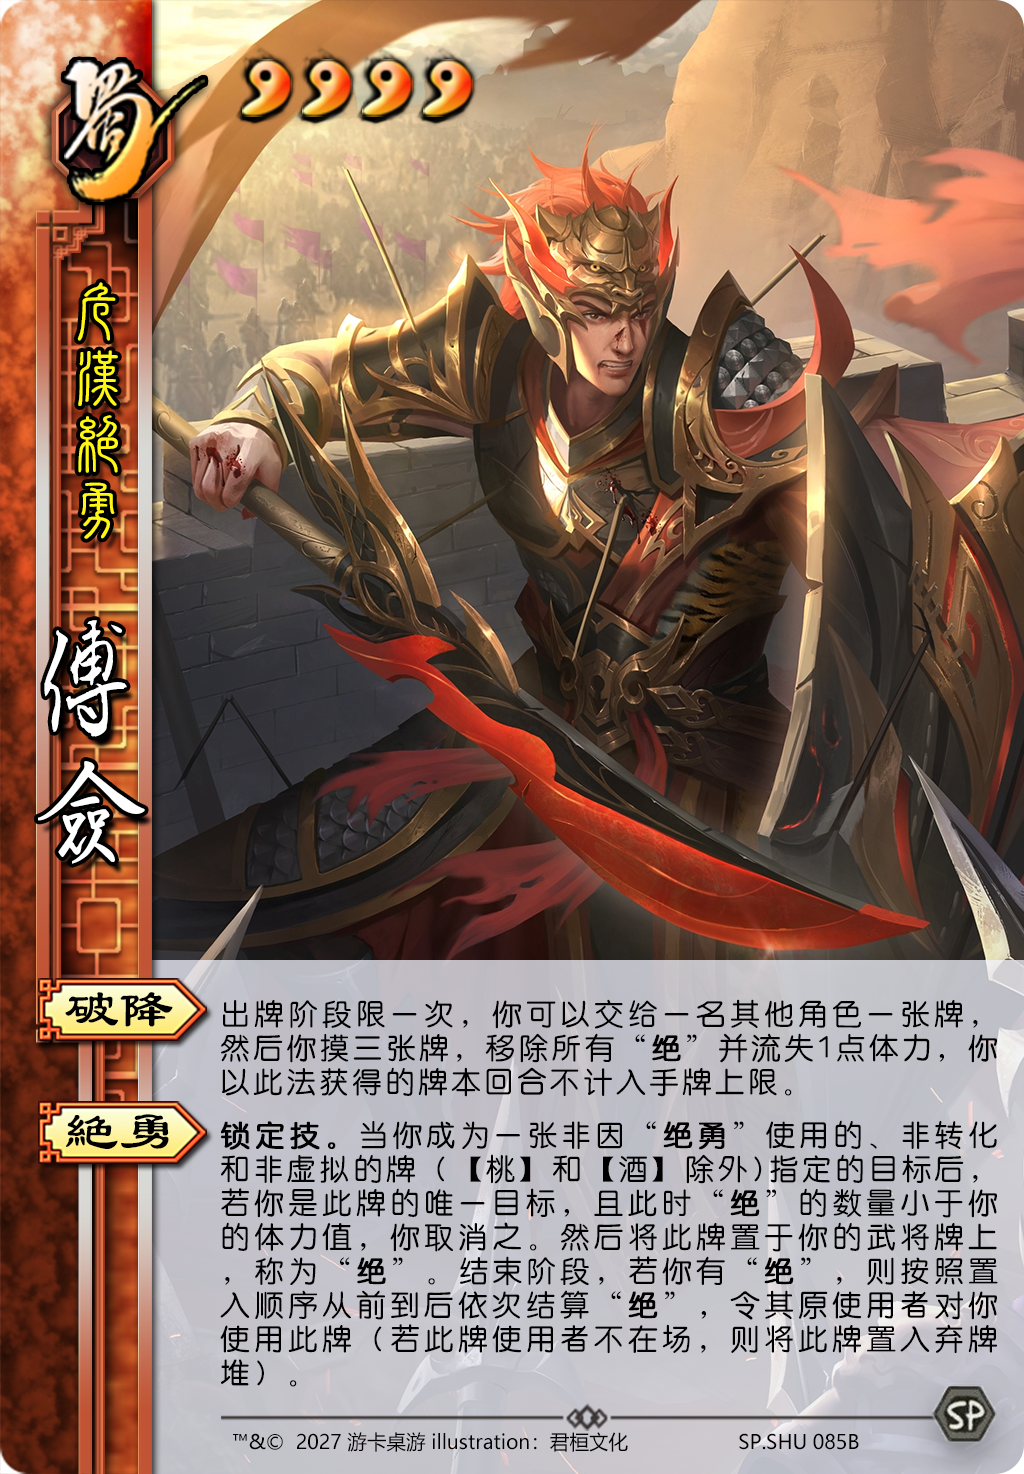 蜀
危漢絕勇
傅僉
破降
出牌阶段限一次，你可以交给一名其他角色一张牌，
然后你摸三张牌，移除所有“绝”并流失1点体力，你
以此法获得的牌本回合不计入手牌上限。
絕勇
锁定技。当你成为一张非因“绝勇”使用的、非转化
和非虚拟的牌（【桃】和【酒】除外)指定的目标后，
若你是此牌的唯一目标，且此时“绝”的数量小于你
的体力值，你取消之。然后将此牌置于你的武将牌上
，称为“绝”。结束阶段，若你有“绝”，则按照置
入顺序从前到后依次结算“绝”，令其原使用者对你
使用此牌（若此牌使用者不在场，则将此牌置入弃牌
堆）。
SP
™&© 2027 游卡桌游 illustration：君桓文化
SP.SHU 085B